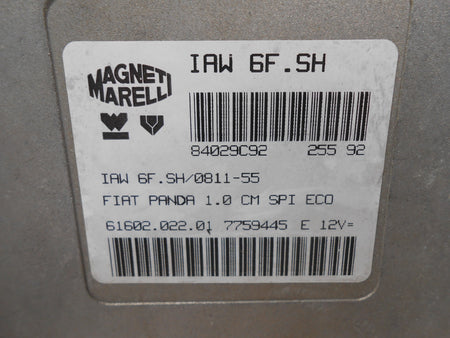 IAW 6F.SH
MAGNETI
MARELLI
84029C92 255 92
IAW 6F.SH/0811-55
FIAT PANDA 1.0 CM SPI ECO
61602.022.01 7759445 E 12V=